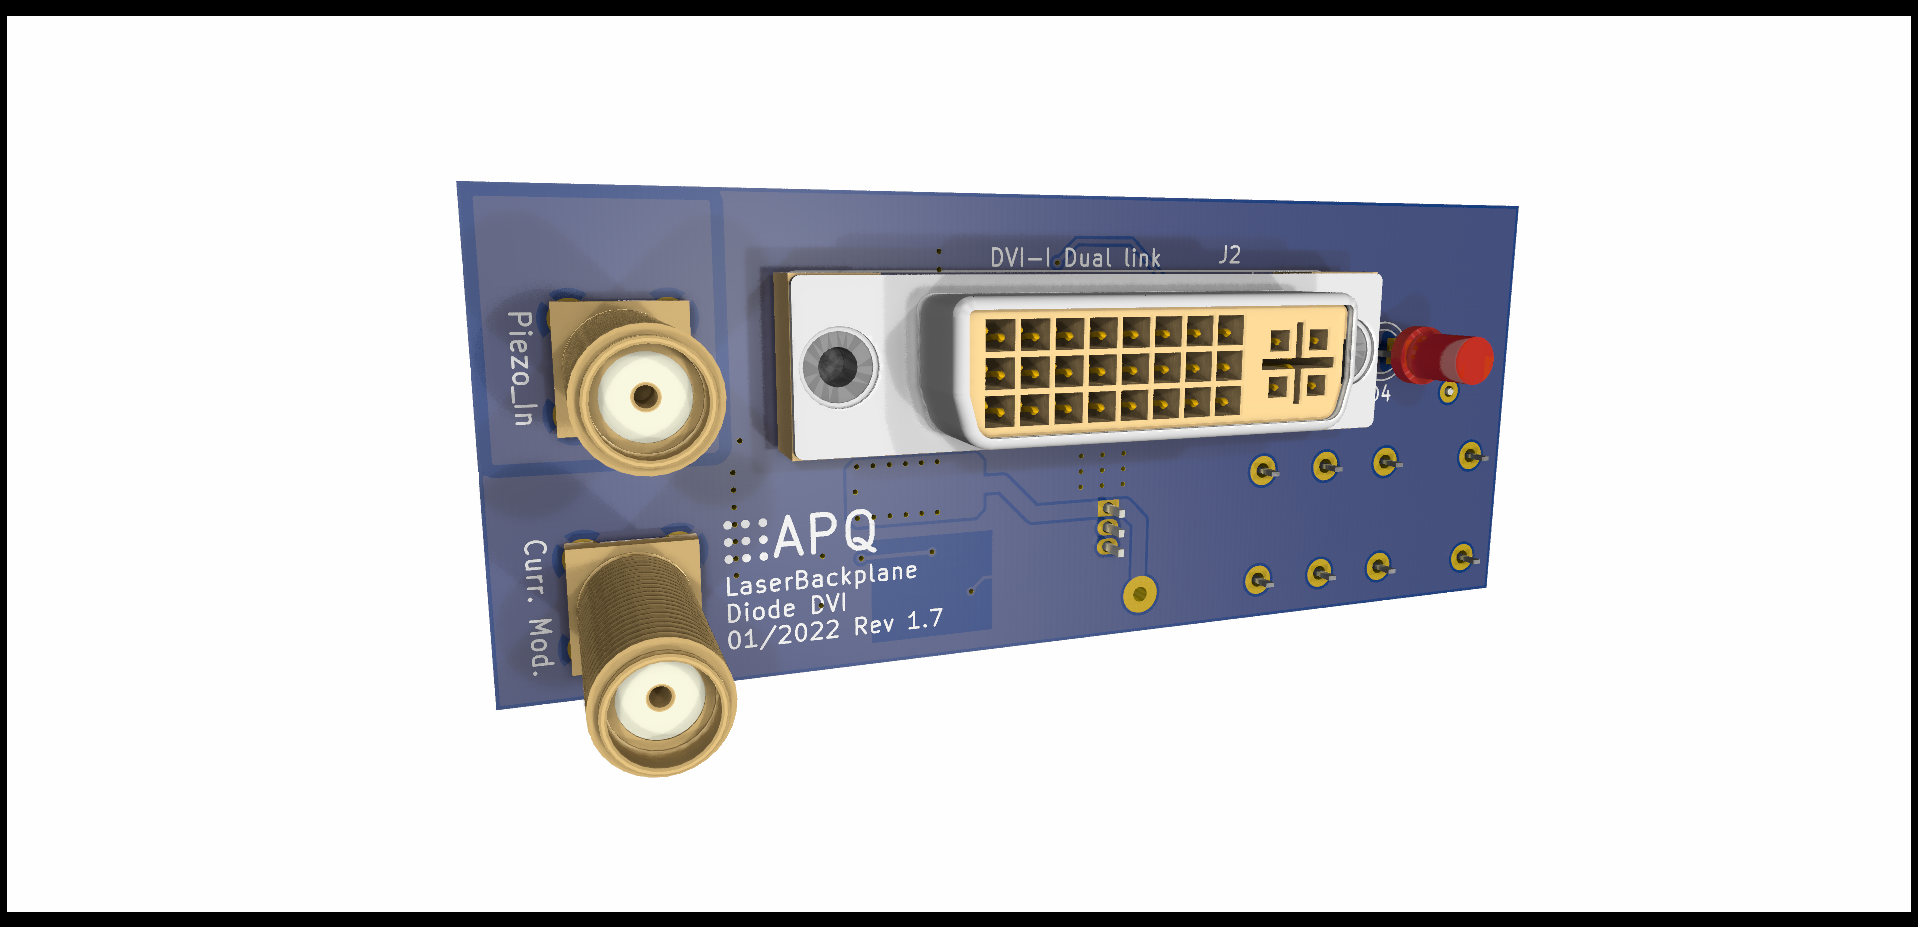 DVI-I Dual link
J2
Piezo_In
Curr. Mod.
APQ
LaserBackplane
Diode DVI
01/2022 Rev 1.7